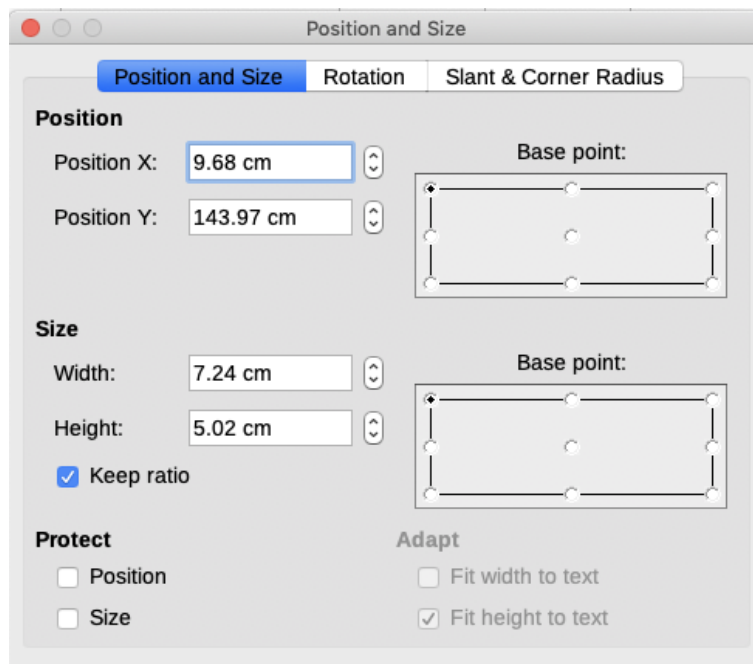 Position and Size
Position and Size Rotation Slant & Corner Radius
Position
Position X: 9.68 cm
Position Y: 143.97 cm
Base point:
Size
Width: 7.24 cm
Height: 5.02 cm
Keep ratio
Base point:
Protect
Position
Size
Adapt
Fit width to text
Fit height to text